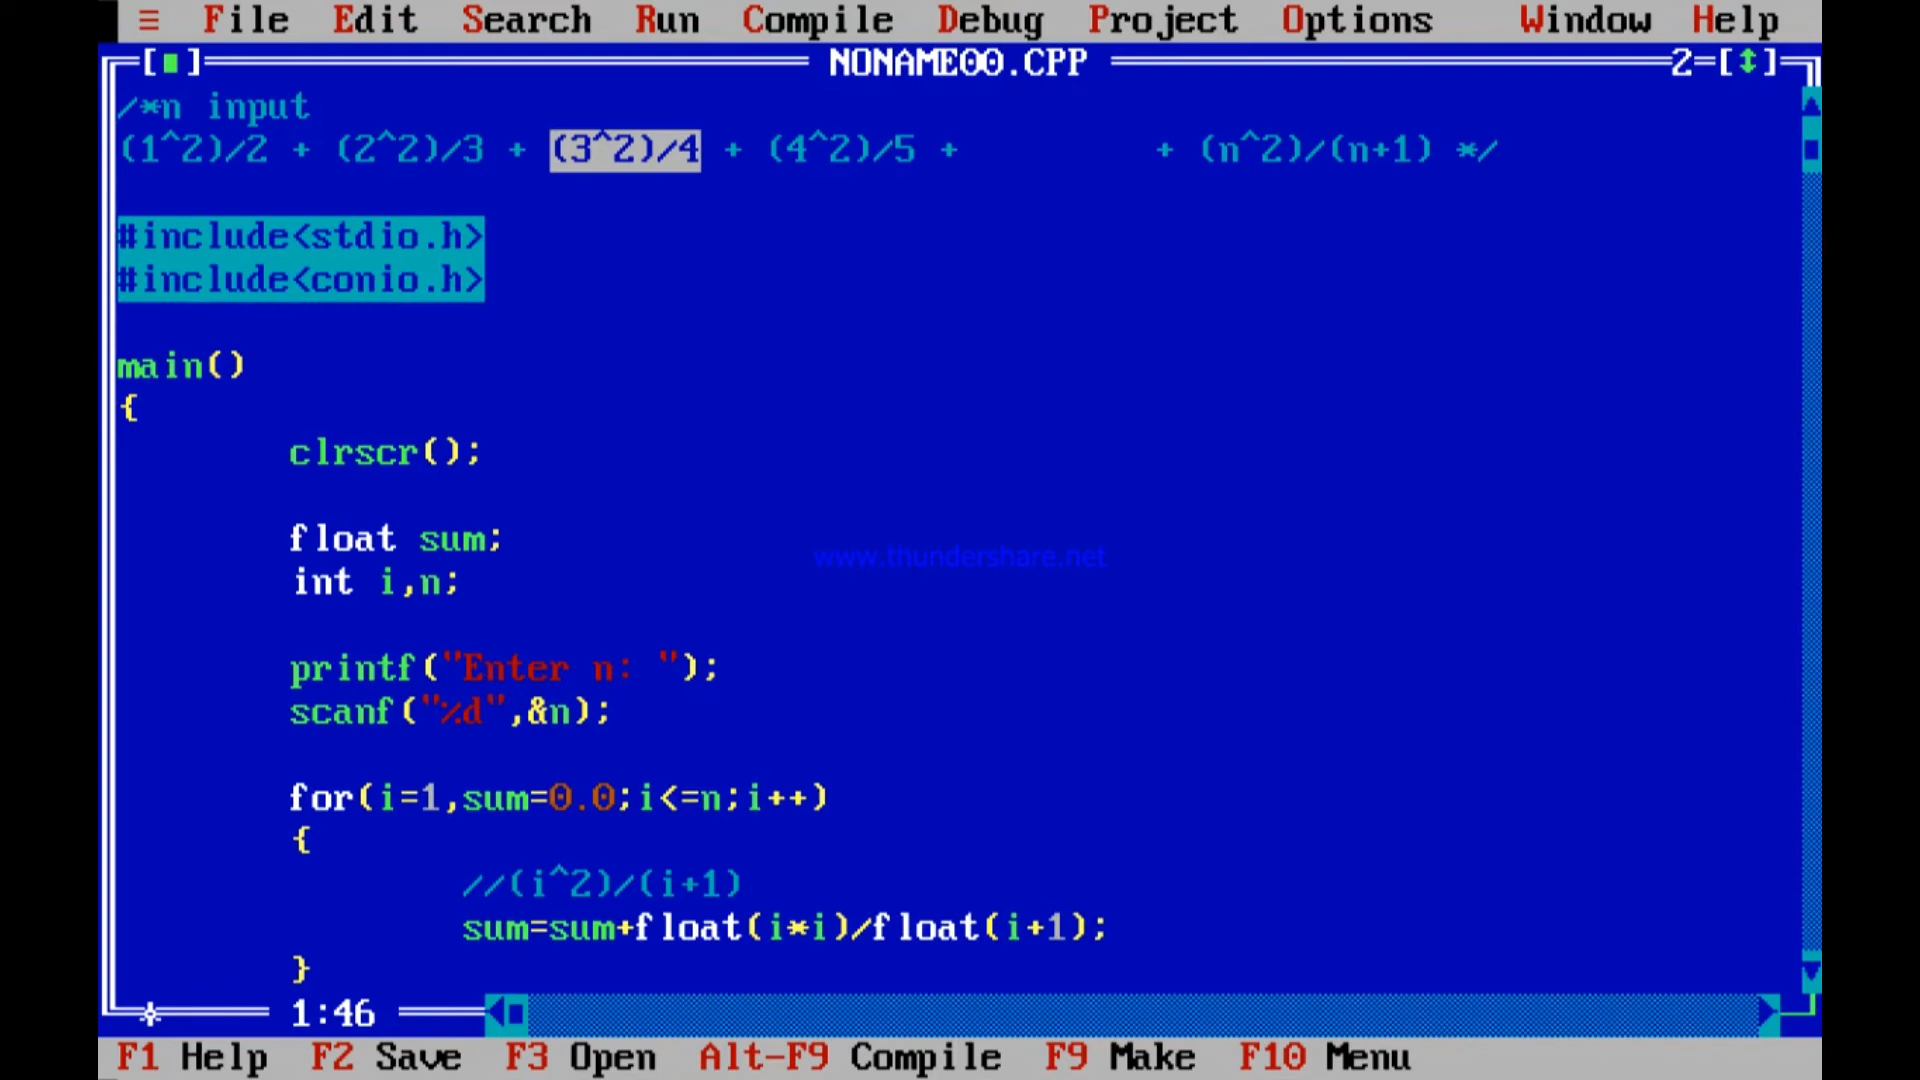 ≡ File Edit Search Run Compile Debug Project Options Window Help
[■] NONAME00.CPP 2=[↕]
/*n input
(1^2)/2 + (2^2)/3 + (3^2)/4 + (4^2)/5 + + (n^2)/(n+1) */
#include<stdio.h>
#include<conio.h>
main()
{
clrscr();
float sum;
int i,n;
www.thundershare.net
printf("Enter n: ");
scanf("%d",&n);
for(i=1,sum=0.0;i<=n;i++)
{
//(i^2)/(i+1)
sum=sum+float(i*i)/float(i+1);
}
1:46
F1 Help F2 Save F3 Open Alt-F9 Compile F9 Make F10 Menu